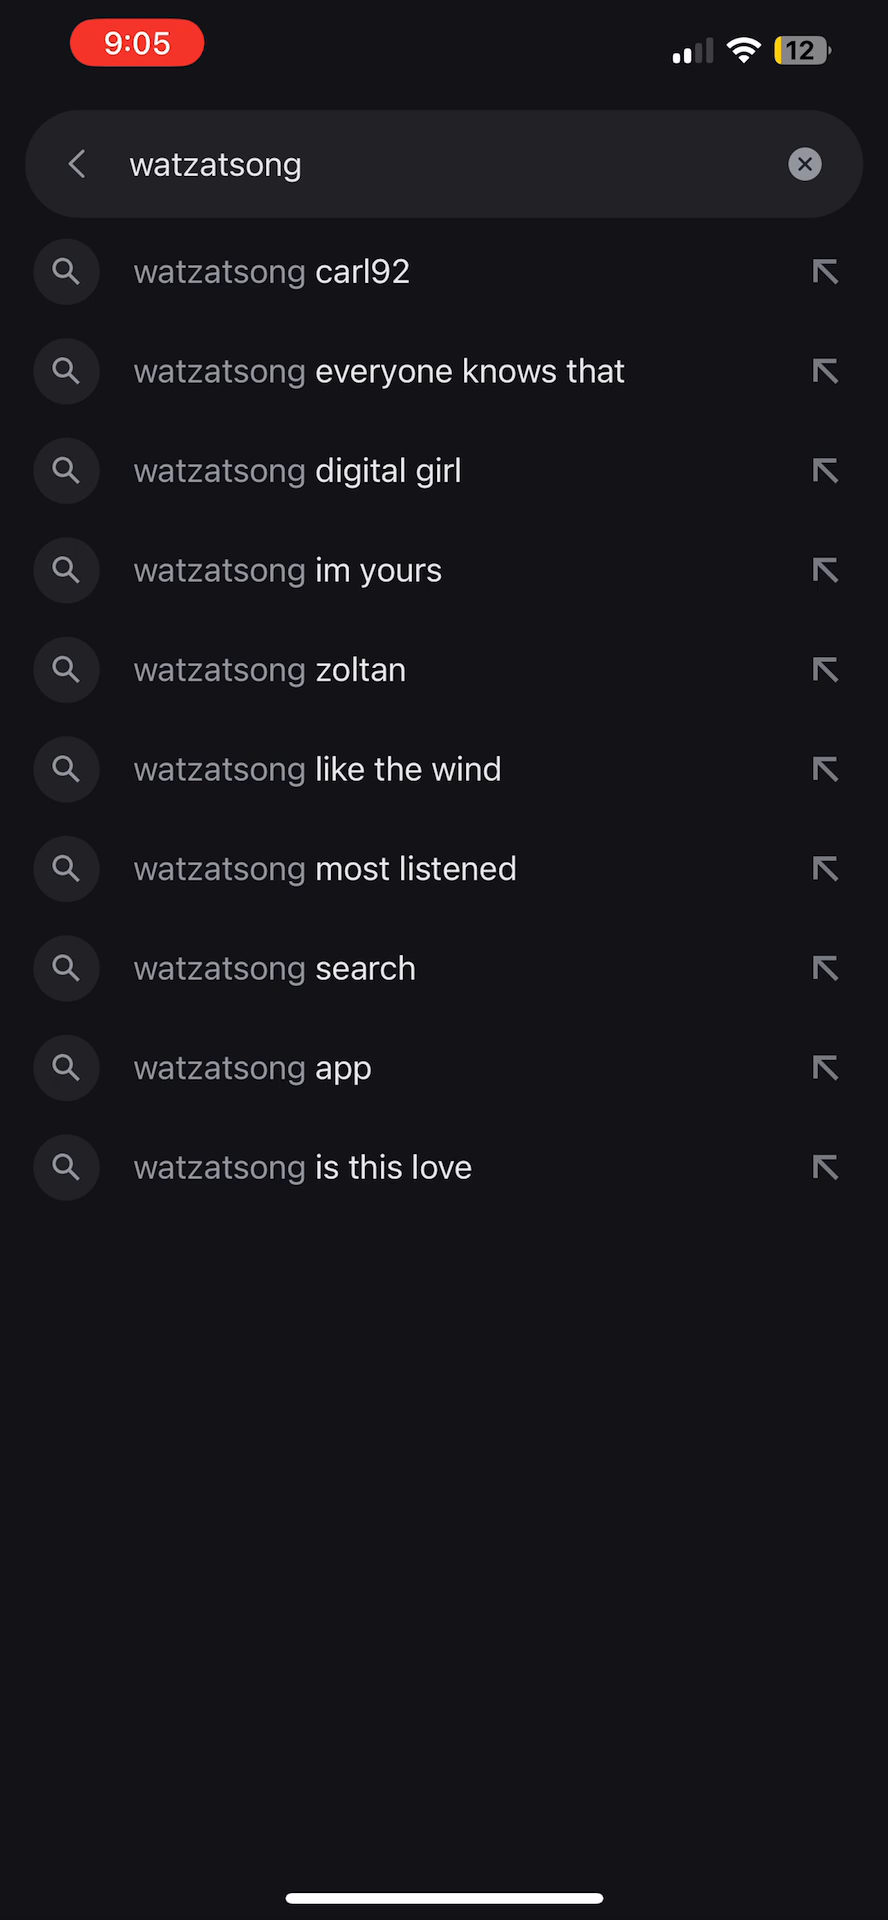 9:05
12
watzatsong
watzatsong carl92
watzatsong everyone knows that
watzatsong digital girl
watzatsong im yours
watzatsong zoltan
watzatsong like the wind
watzatsong most listened
watzatsong search
watzatsong app
watzatsong is this love